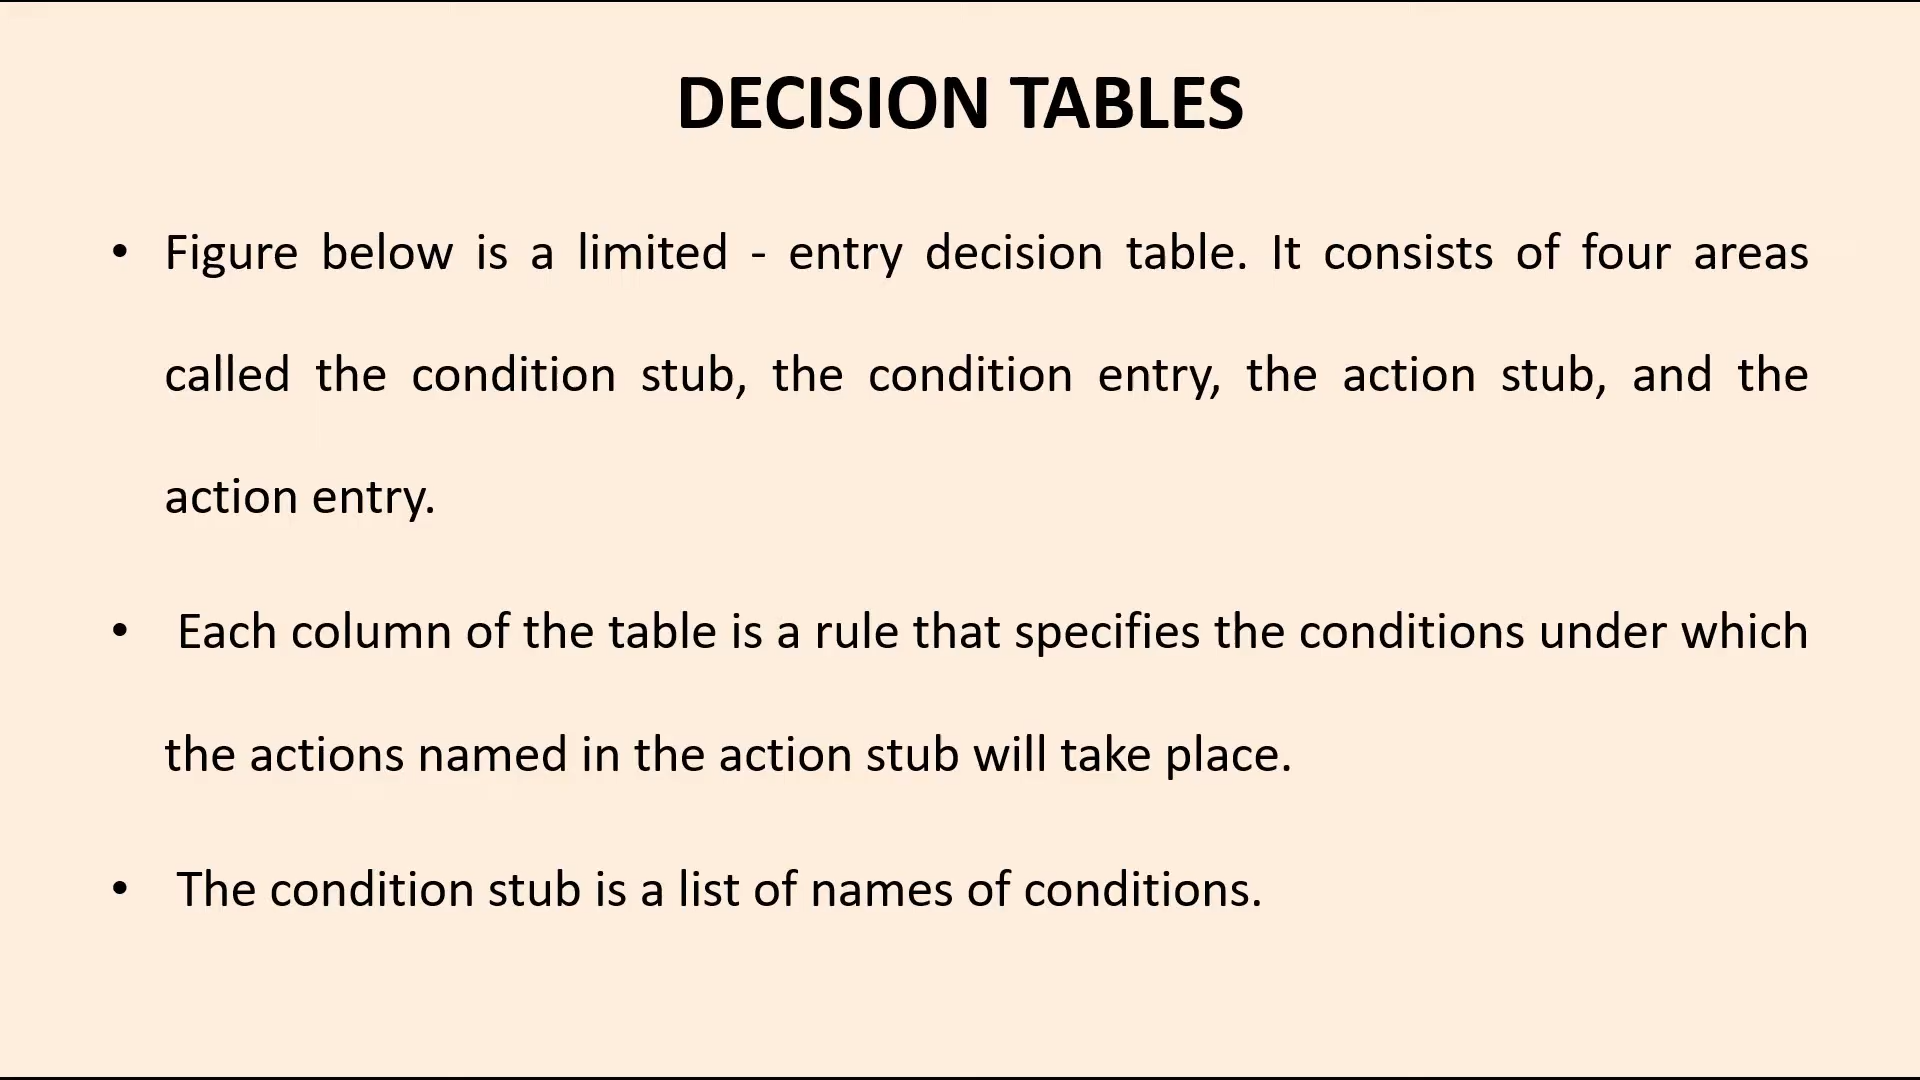 DECISION TABLES
• Figure below is a limited - entry decision table. It consists of four areas
called the condition stub, the condition entry, the action stub, and the
action entry.
• Each column of the table is a rule that specifies the conditions under which
the actions named in the action stub will take place.
• The condition stub is a list of names of conditions.